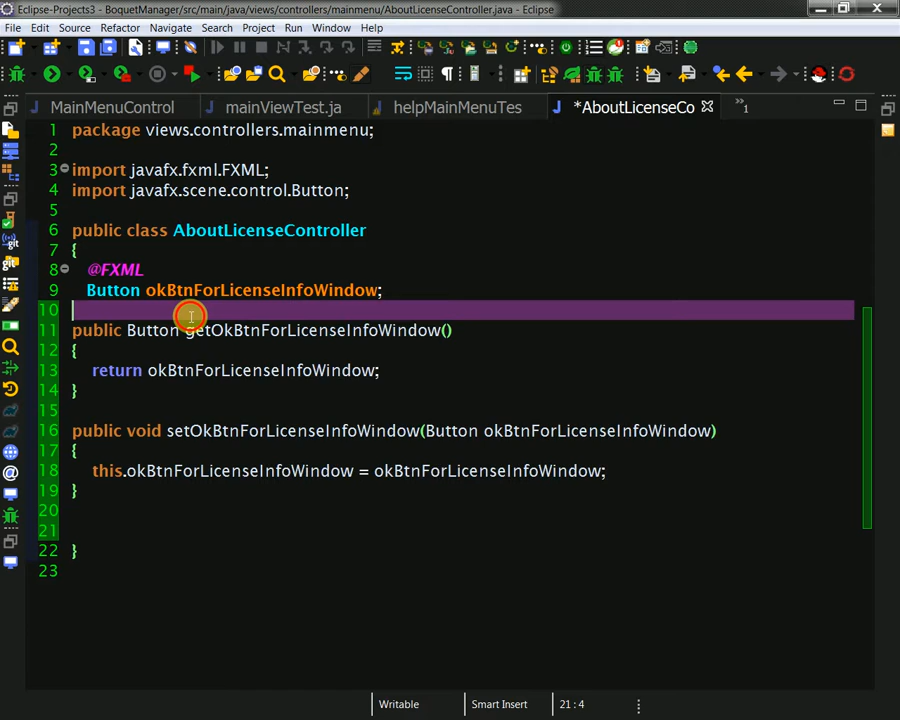 Eclipse-Projects3 - BoquetManager/src/main/java/views/controllers/mainmenu/AboutLicenseController.java - Eclipse
File Edit Source Refactor Navigate Search Project Run Window Help
MainMenuControl mainViewTest.ja helpMainMenuTes *AboutLicenseCo »1
1 package views.controllers.mainmenu;
2
3 import javafx.fxml.FXML;
4 import javafx.scene.control.Button;
5
6 public class AboutLicenseController
7 {
8 @FXML
9 Button okBtnForLicenseInfoWindow;
10
11 public Button getOkBtnForLicenseInfoWindow()
12 {
13 return okBtnForLicenseInfoWindow;
14 }
15
16 public void setOkBtnForLicenseInfoWindow(Button okBtnForLicenseInfoWindow)
17 {
18 this.okBtnForLicenseInfoWindow = okBtnForLicenseInfoWindow;
19 }
20
21
22 }
23
Writable Smart Insert 21 : 4